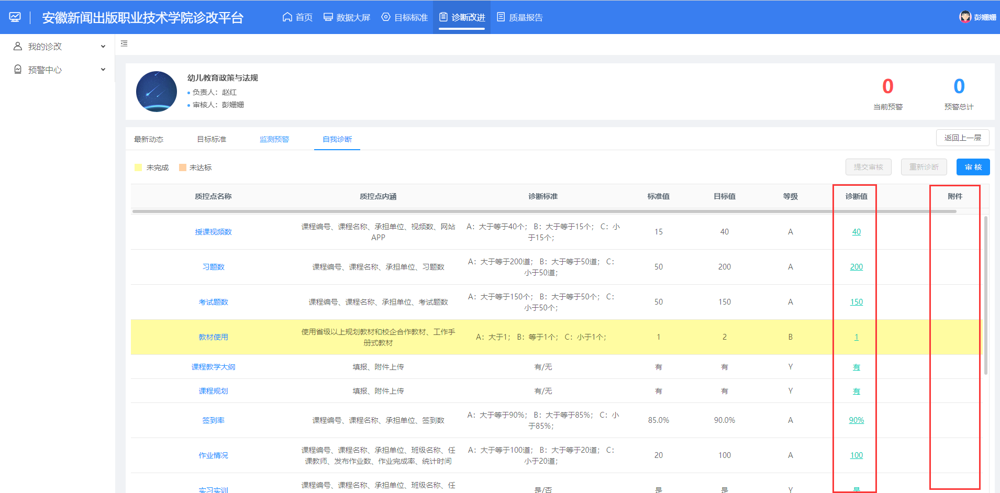 安徽新闻出版职业技术学院诊改平台
首页
数据大屏
目标标准
诊断改进
质量报告
彭姗姗
我的诊改
预警中心
幼儿教育政策与法规
负责人：赵红
审核人：彭姗姗
0
当前预警
0
预警总计
最新动态
目标标准
监测预警
自我诊断
返回上一层
未完成
未达标
提交审核
重新诊断
审 核
质控点名称 质控点内涵 诊断标准 标准值 目标值 等级 诊断值 附件
授课视频数
课程编号、课程名称、承担单位、视频数、网站
APP
A：大于等于40个； B：大于等于15个； C：小
于15个；
15 40 A 40
习题数
课程编号、课程名称、承担单位、习题数
A：大于等于200道； B：大于等于50道； C：
小于50道；
50 200 A 200
考试题数
课程编号、课程名称、承担单位、考试题数
A：大于等于150个； B：大于等于50个； C：
小于50个；
50 150 A 150
教材使用
使用省级以上规划教材和校企合作教材、工作手
册式教材
A：大于1； B：等于1个； C：小于1个；
1 2 B 1
课程教学大纲 填报、附件上传 有/无 有 有 Y 有
课程规划 填报、附件上传 有/无 有 有 Y 有
签到率
课程编号、课程名称、承担单位、签到数
A：大于等于90%； B：大于等于85%； C：小
于85%；
85.0% 90.0% A 90%
作业情况
课程编号、课程名称、承担单位、班级名称、任
课教师、发布作业数、作业完成率、统计时间
A：大于等于100道； B：大于等于20道； C：
小于20道；
20 100 A 100
实习实训
课程编号、课程名称、承担单位、班级名称、任
是/否 是 是 Y 是